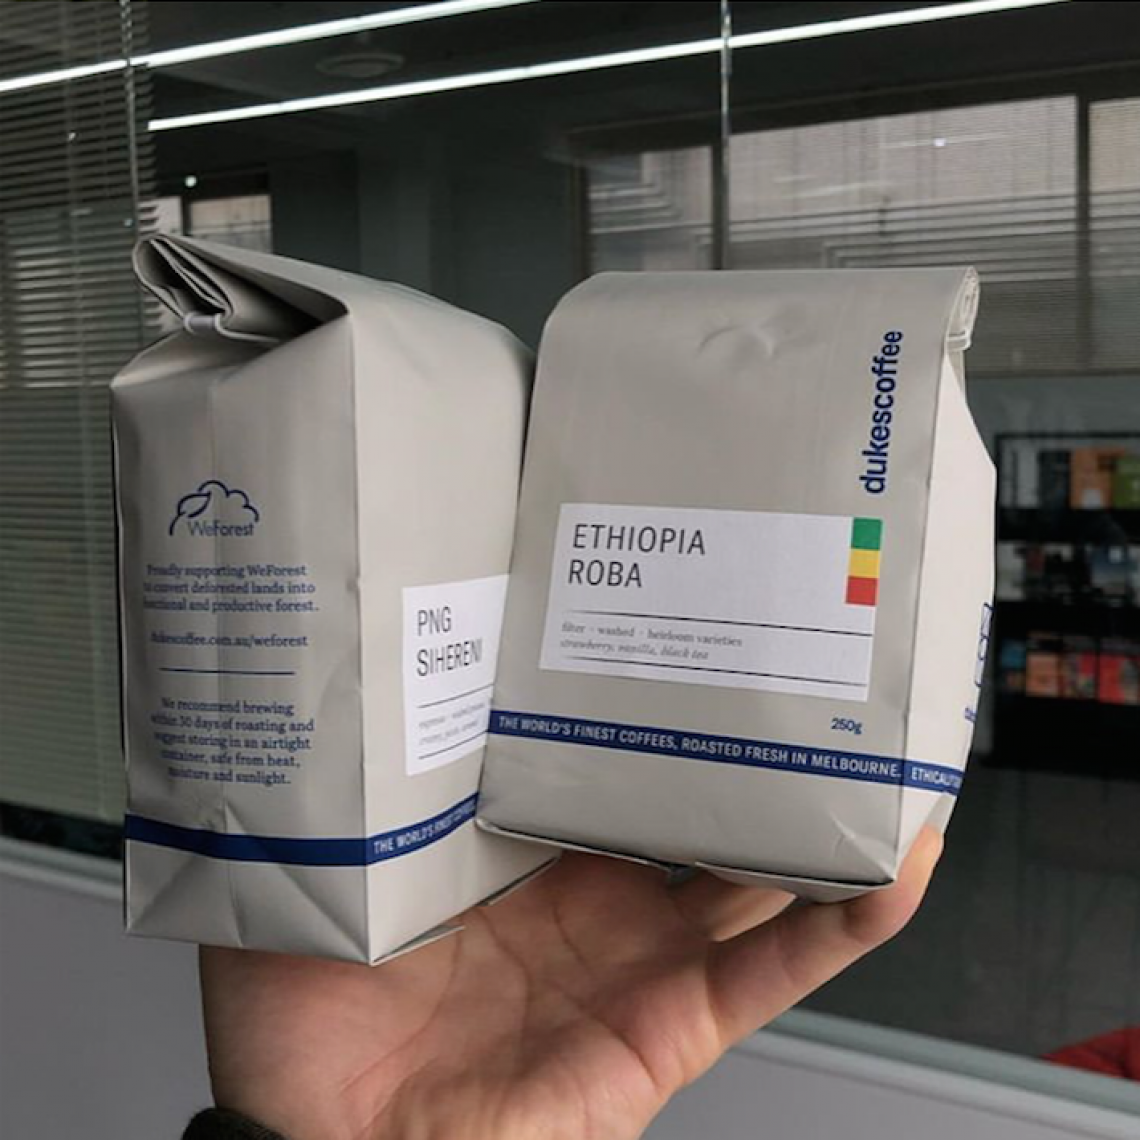 WeForest
Proudly supporting WeForest
to convert deforested lands into
functional and productive forest.
dukescoffee.com.au/weforest
We recommend brewing
within 30 days of roasting and
suggest storing in an airtight
container, safe from heat,
moisture and sunlight.
PNG
SIHERENI
THE WORLD'S FINEST COFFEES,
dukescoffee
ETHIOPIA
ROBA
filter - washed - heirloom varieties
strawberry, vanilla, black tea
250g
THE WORLD'S FINEST COFFEES, ROASTED FRESH IN MELBOURNE. ETHICALLY